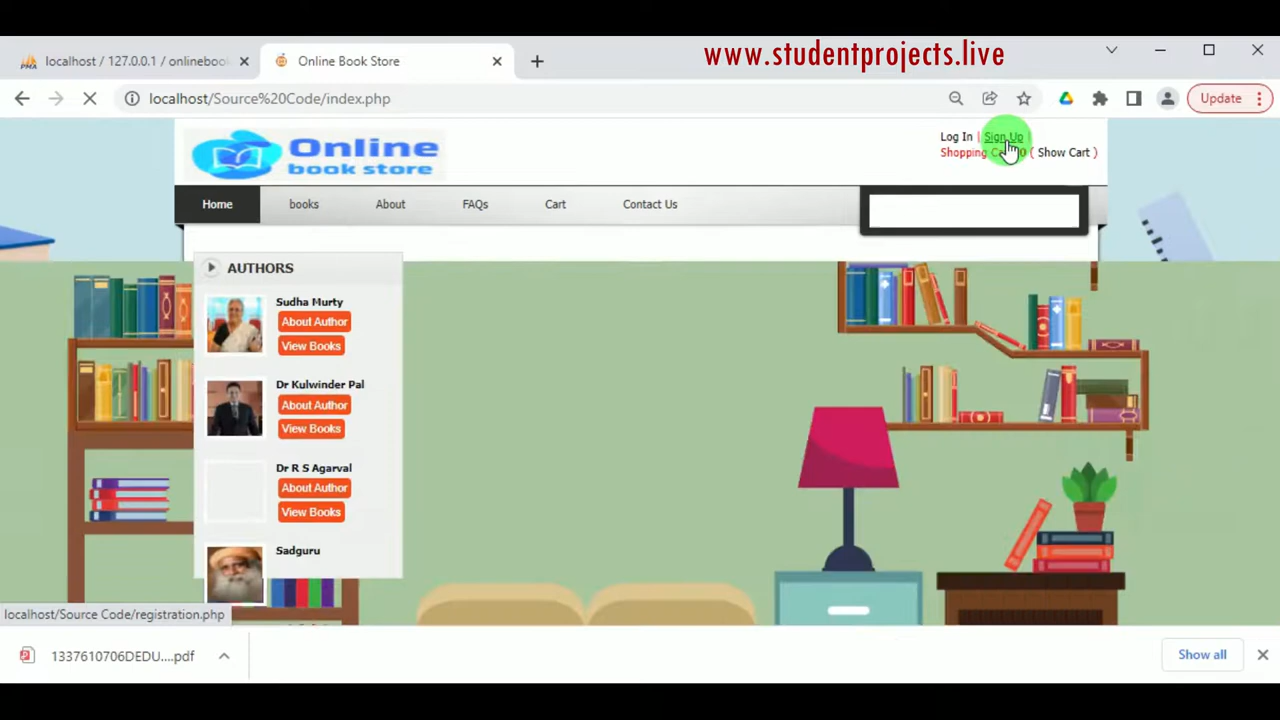 www.studentprojects.live
localhost / 127.0.0.1 / onlinebook
Online Book Store
localhost/Source%20Code/index.php
Update
Online
book store
Log In | Sign Up |
Shopping 0 ( Show Cart )
Home books About FAQs Cart Contact Us
AUTHORS
Sudha Murty
About Author
View Books
Dr Kulwinder Pal
About Author
View Books
Dr R S Agarval
About Author
View Books
Sadguru
localhost/Source Code/registration.php
1337610706DEDU....pdf
Show all